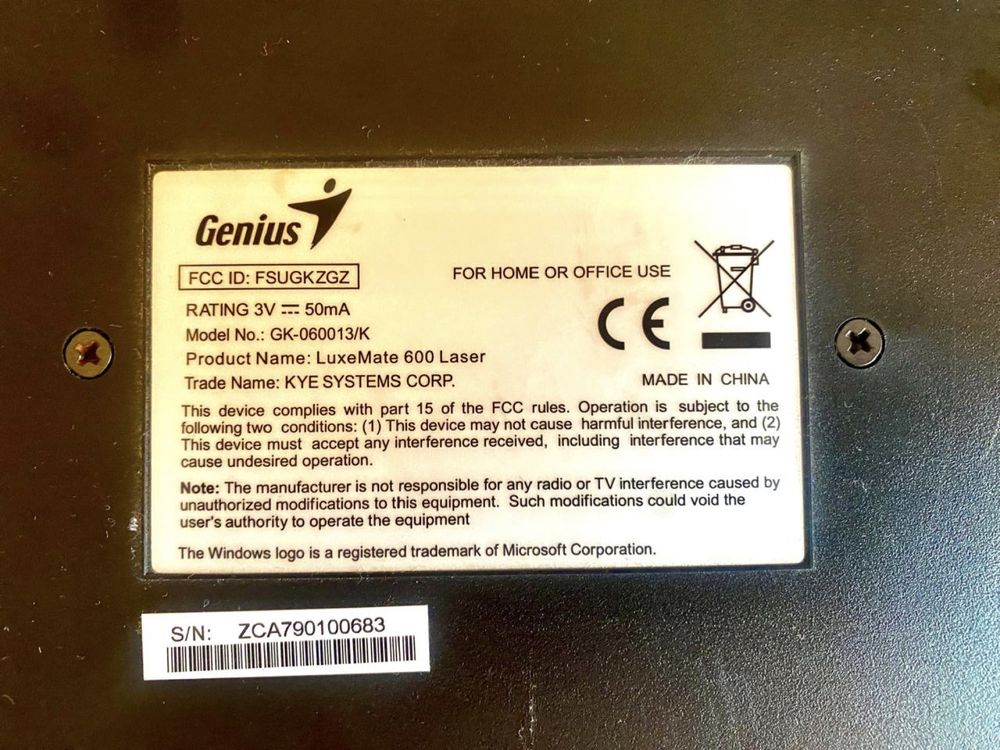 Genius
FCC ID: FSUGKZGZ
FOR HOME OR OFFICE USE
RATING 3V ⎓ 50mA
Model No.: GK-060013/K
CE
Product Name: LuxeMate 600 Laser
Trade Name: KYE SYSTEMS CORP.
MADE IN CHINA
This device complies with part 15 of the FCC rules. Operation is subject to the
following two conditions: (1) This device may not cause harmful interference, and (2)
This device must accept any interference received, including interference that may
cause undesired operation.
Note: The manufacturer is not responsible for any radio or TV interference caused by
unauthorized modifications to this equipment. Such modifications could void the
user's authority to operate the equipment
The Windows logo is a registered trademark of Microsoft Corporation.
S/N: ZCA790100683